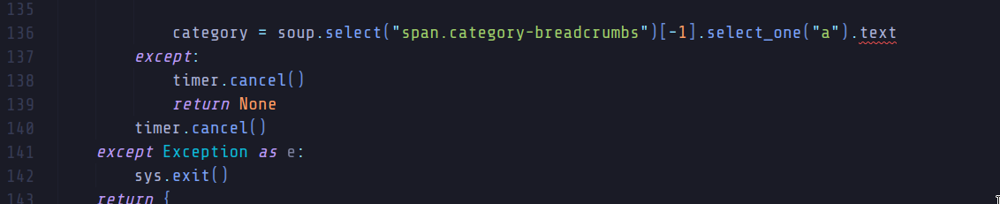 135
136 category = soup.select("span.category-breadcrumbs")[-1].select_one("a").text
137 except:
138 timer.cancel()
139 return None
140 timer.cancel()
141 except Exception as e:
142 sys.exit()
143 return {